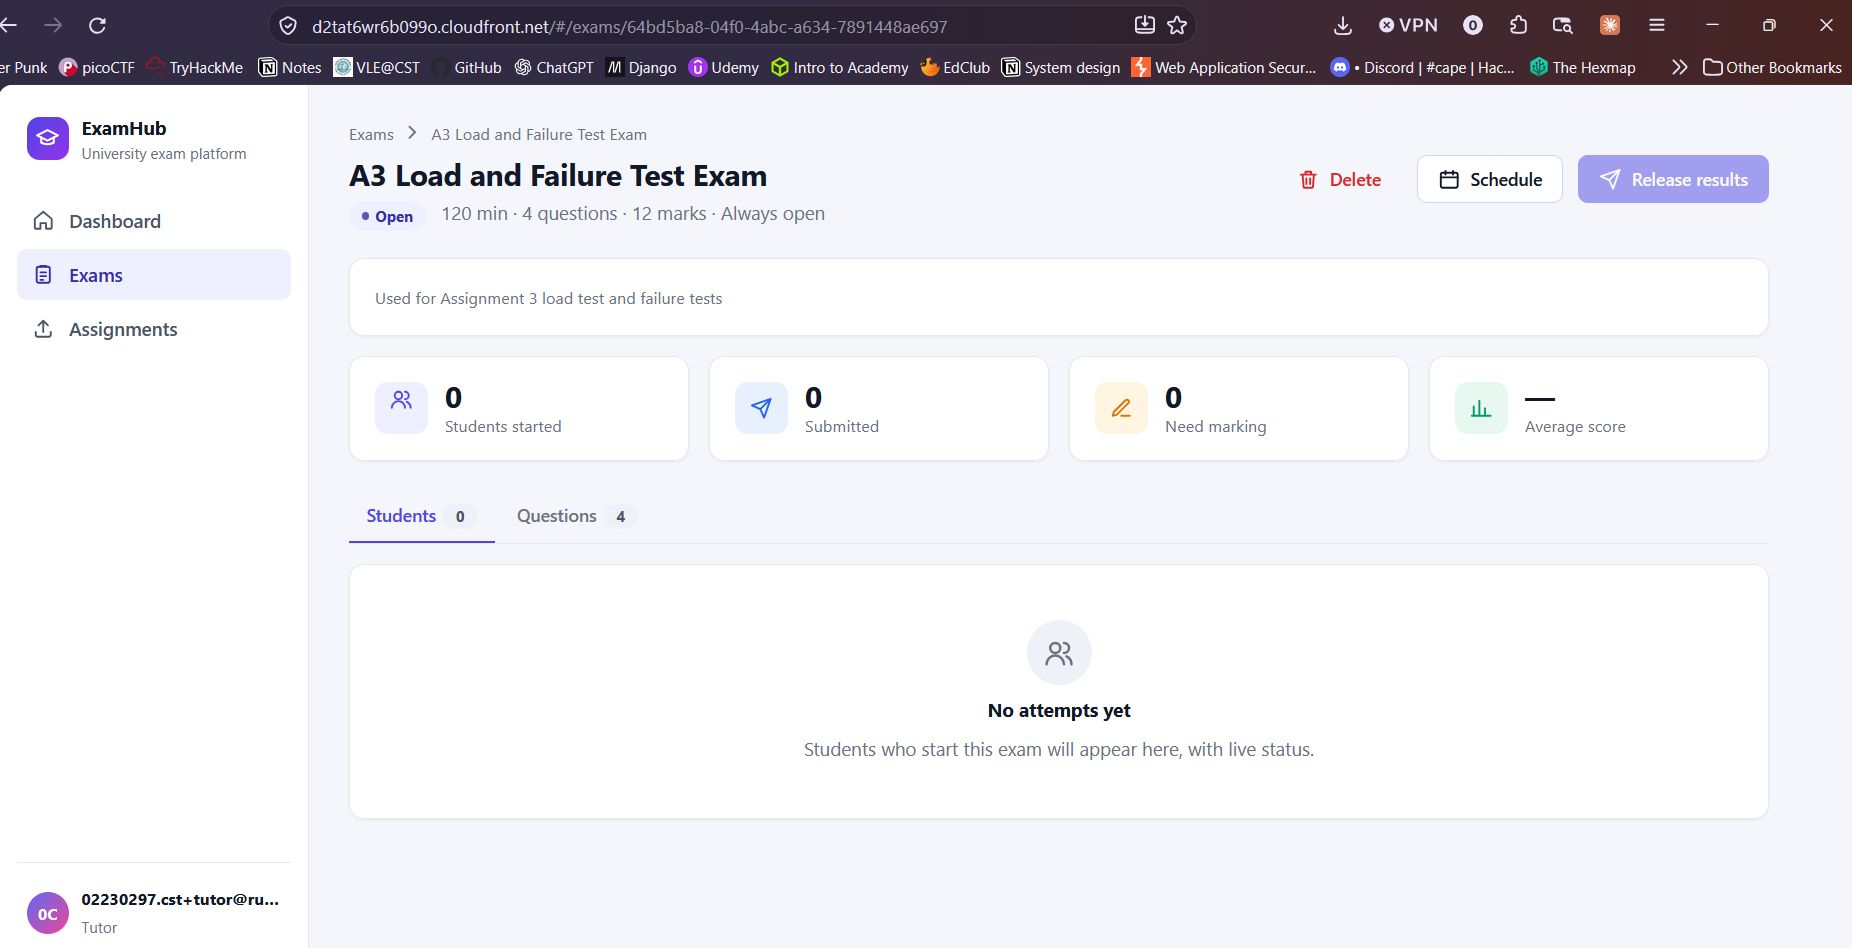 d2tat6wr6b099o.cloudfront.net/#/exams/64bd5ba8-04f0-4abc-a634-7891448ae697
VPN
er Punk picoCTF TryHackMe Notes VLE@CST GitHub ChatGPT Django Udemy Intro to Academy EdClub System design Web Application Secur... • Discord | #cape | Hac... The Hexmap Other Bookmarks
ExamHub
University exam platform
Dashboard
Exams
Assignments
02230297.cst+tutor@ru...
0C
Tutor
Exams > A3 Load and Failure Test Exam
A3 Load and Failure Test Exam
Delete
Schedule
Release results
Open 120 min · 4 questions · 12 marks · Always open
Used for Assignment 3 load test and failure tests
0
Students started
0
Submitted
0
Need marking
—
Average score
Students 0
Questions 4
No attempts yet
Students who start this exam will appear here, with live status.